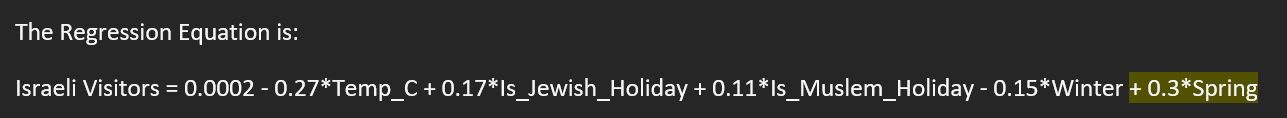 The Regression Equation is:
Israeli Visitors = 0.0002 - 0.27*Temp_C + 0.17*Is_Jewish_Holiday + 0.11*Is_Muslem_Holiday - 0.15*Winter + 0.3*Spring